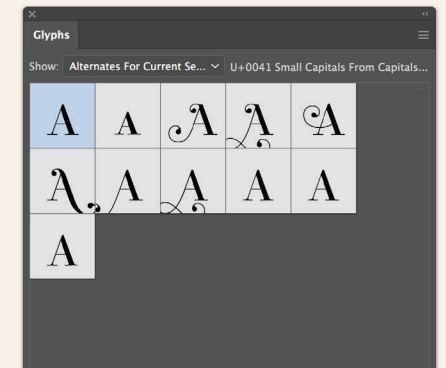 Glyphs
Show: Alternates For Current Se... U+0041 Small Capitals From Capitals...
A A A A A
A A A A A
A